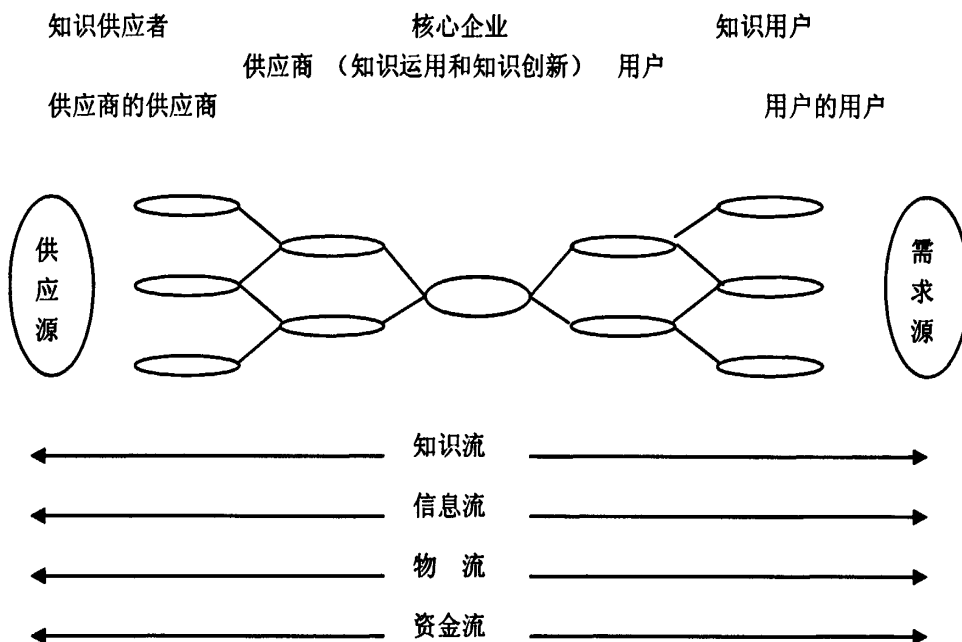 知识供应者 核心企业 知识用户
供应商 （知识运用和知识创新） 用户
供应商的供应商 用户的用户
供应源
需求源
知识流
信息流
物 流
资金流